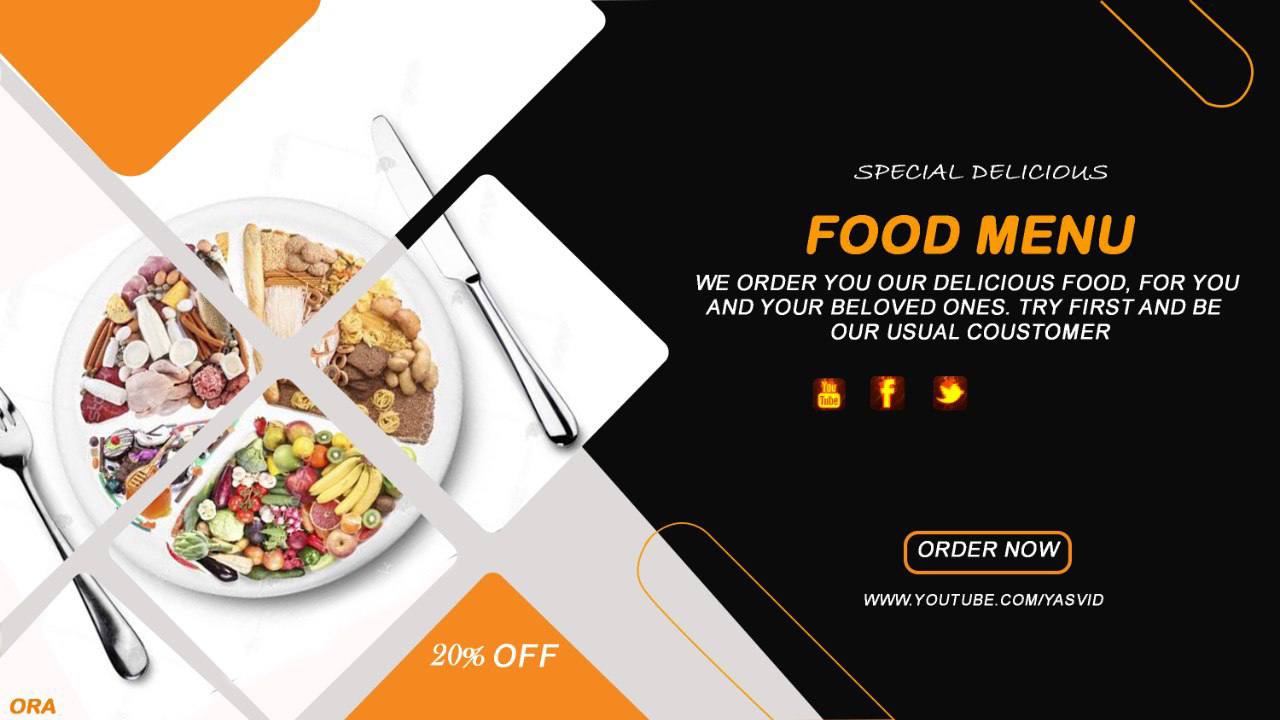 SPECIAL DELICIOUS
FOOD MENU
WE ORDER YOU OUR DELICIOUS FOOD, FOR YOU
AND YOUR BELOVED ONES. TRY FIRST AND BE
OUR USUAL COUSTOMER
You
Tube
ORDER NOW
WWW.YOUTUBE.COM/YASVID
20% OFF
ORA